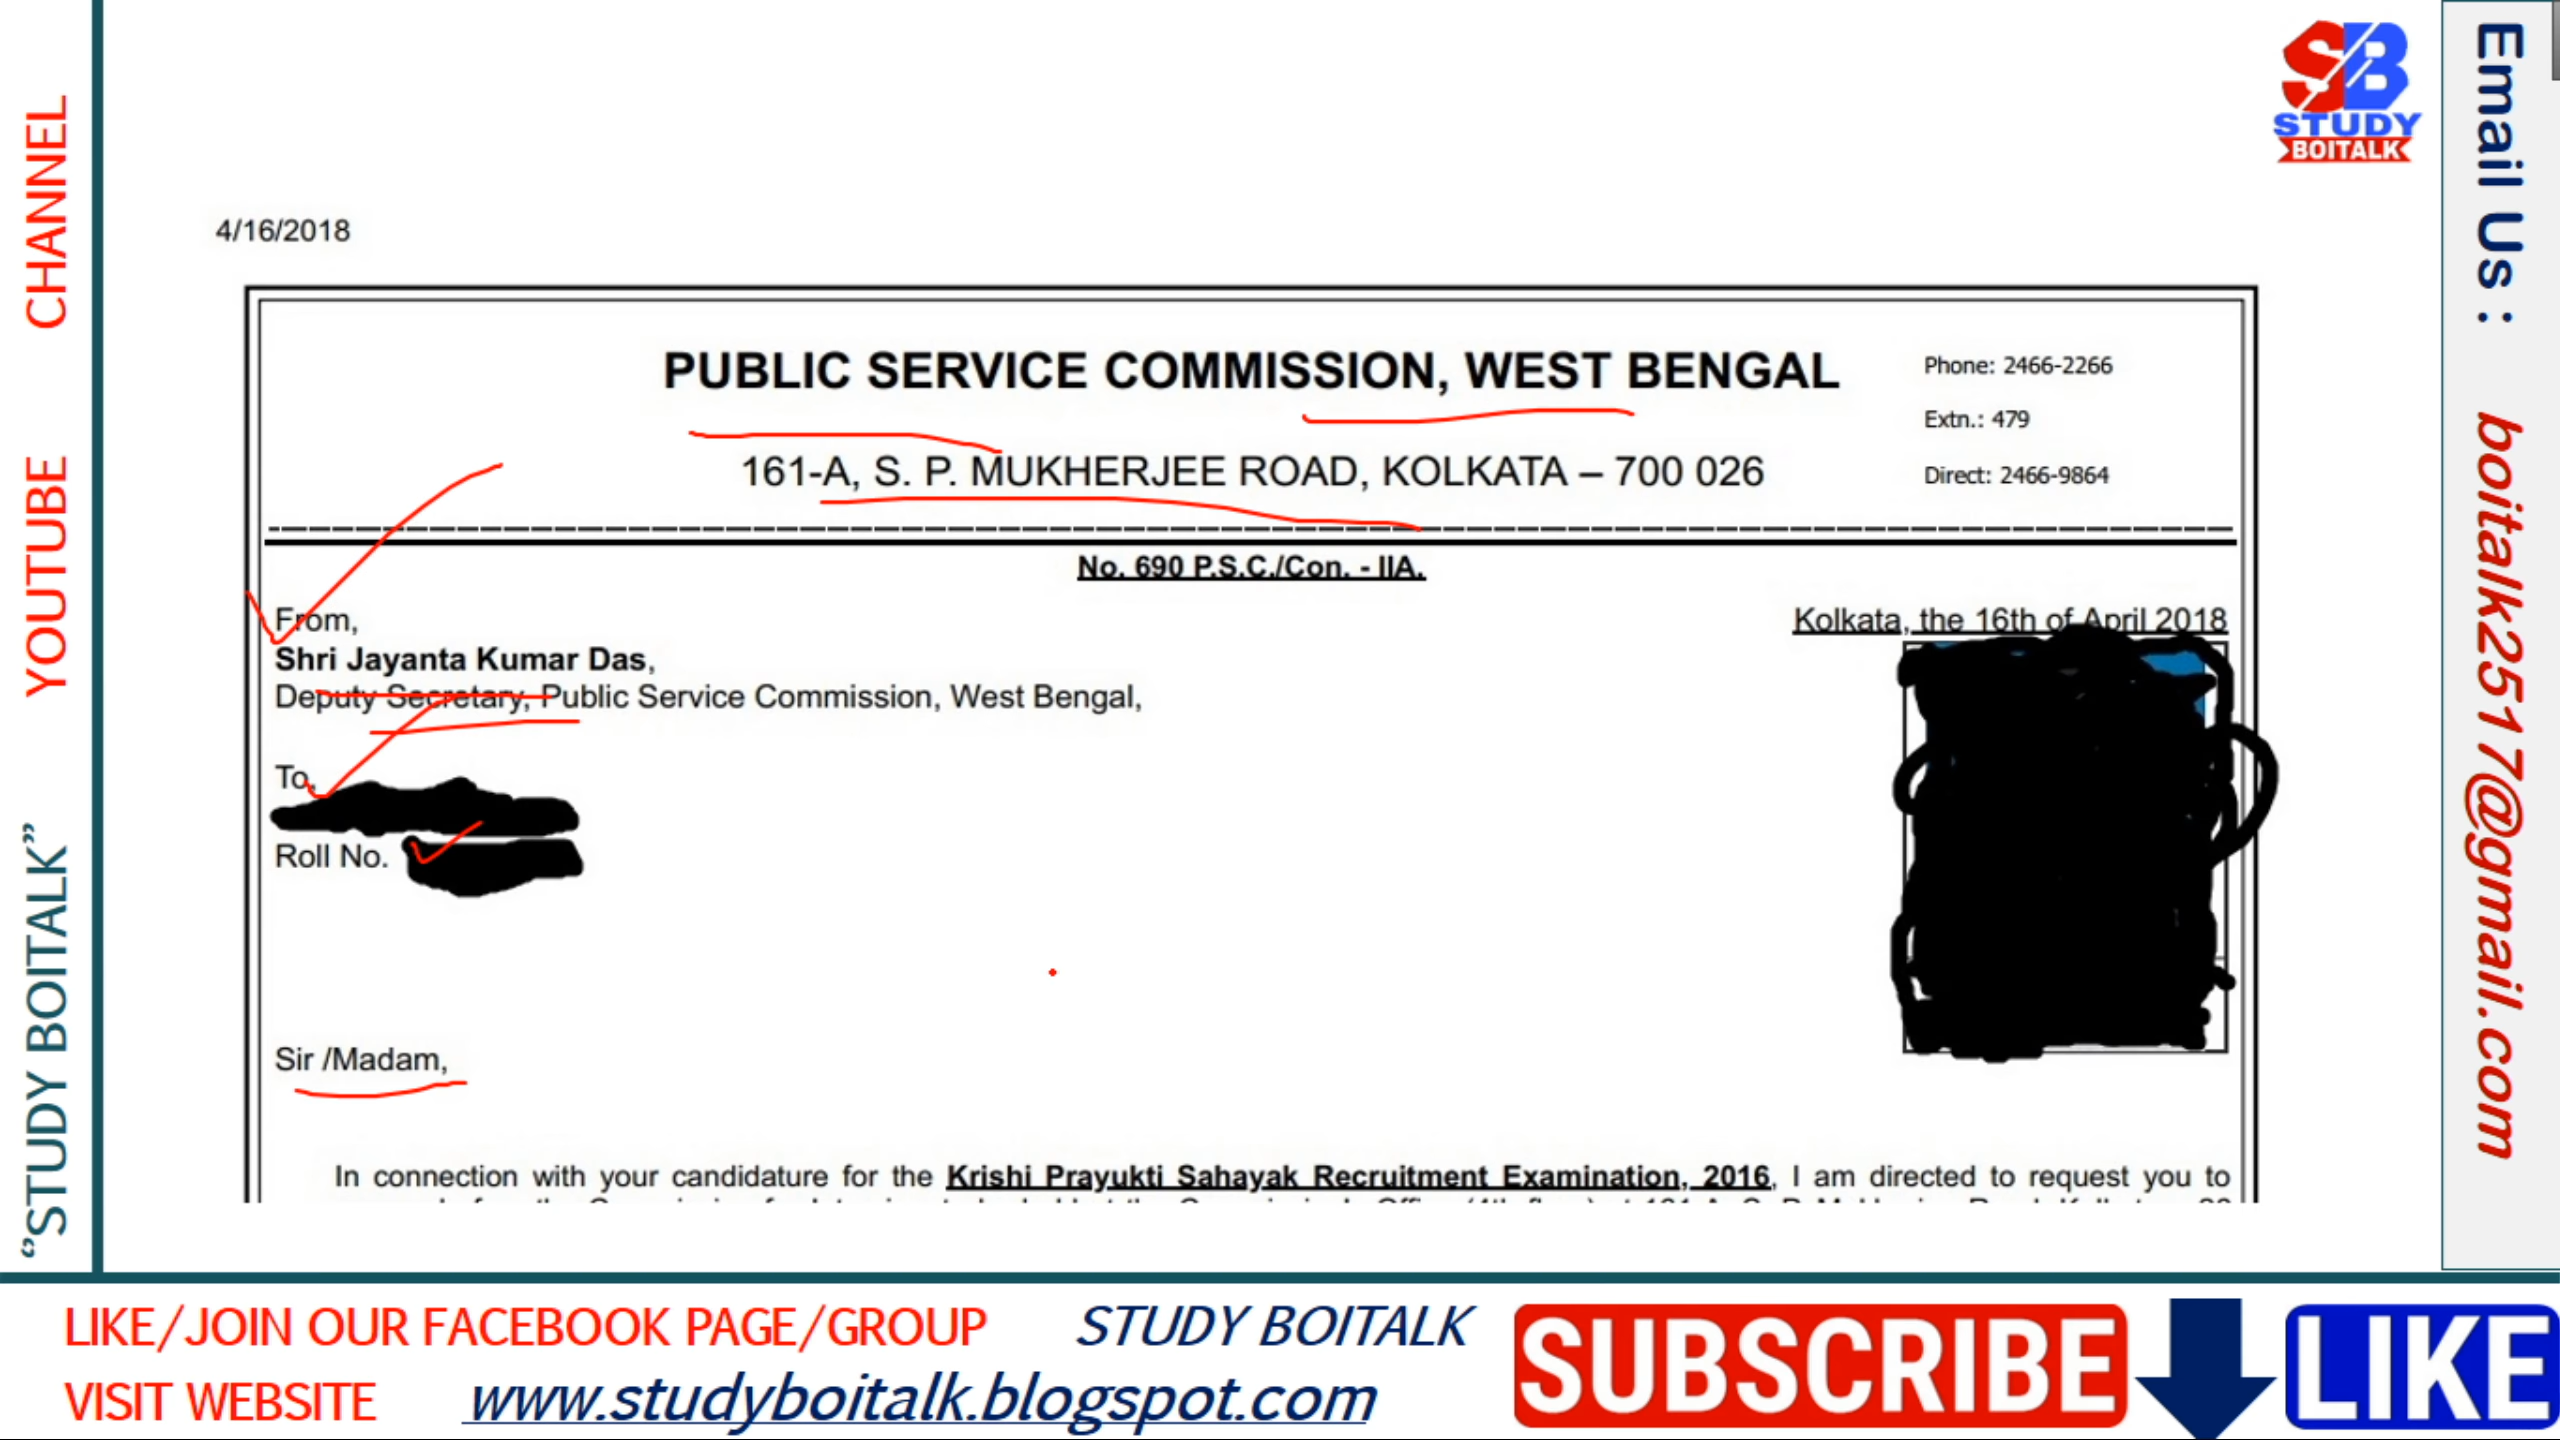 "STUDY BOITALK" YOUTUBE CHANNEL
SB
STUDY
BOITALK
Email Us : boitalk2517@gmail.com
4/16/2018
PUBLIC SERVICE COMMISSION, WEST BENGAL
Phone: 2466-2266
Extn.: 479
161-A, S. P. MUKHERJEE ROAD, KOLKATA – 700 026
Direct: 2466-9864
No. 690 P.S.C./Con. - IIA.
From,
Kolkata, the 16th of April 2018
Shri Jayanta Kumar Das,
Deputy Secretary, Public Service Commission, West Bengal,
To,
Roll No.
Sir /Madam,
In connection with your candidature for the Krishi Prayukti Sahayak Recruitment Examination, 2016, I am directed to request you to
LIKE/JOIN OUR FACEBOOK PAGE/GROUP STUDY BOITALK
VISIT WEBSITE www.studyboitalk.blogspot.com
SUBSCRIBE
LIKE